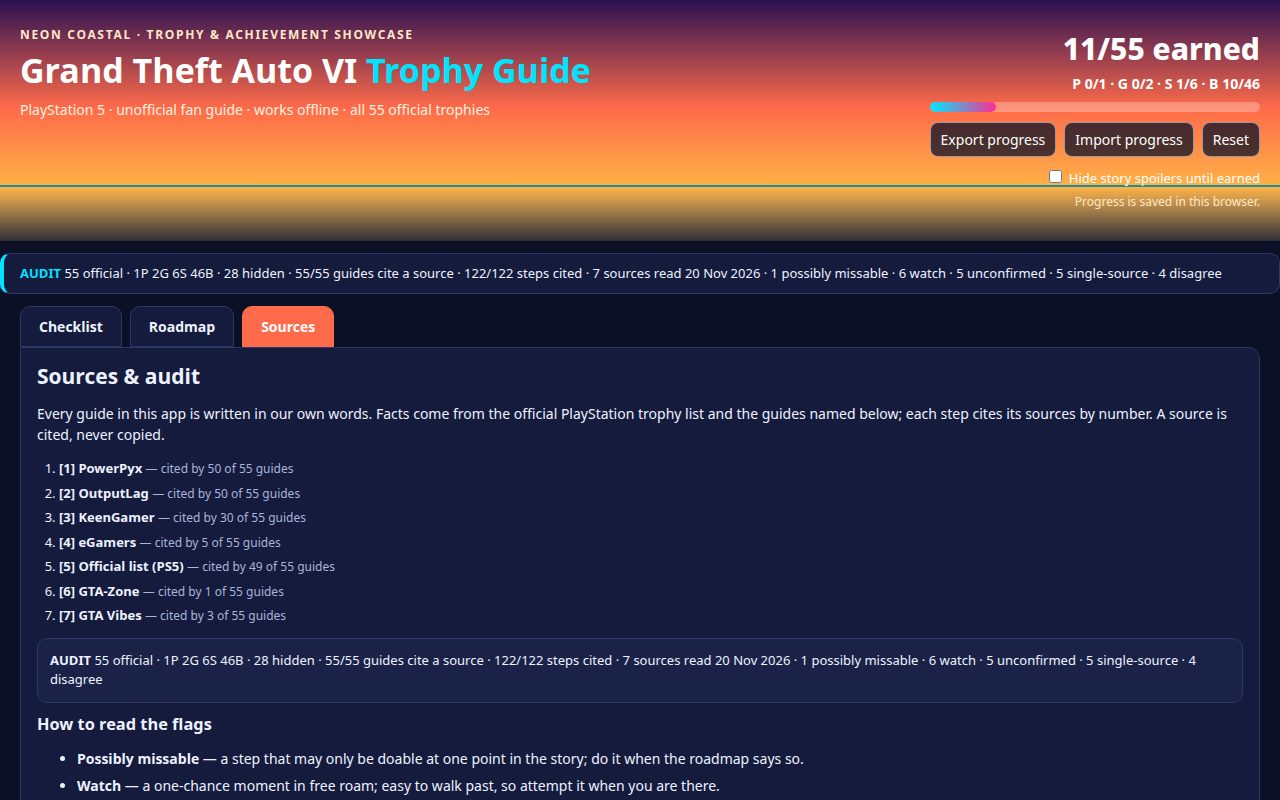 NEON COASTAL · TROPHY & ACHIEVEMENT SHOWCASE
Grand Theft Auto VI Trophy Guide
PlayStation 5 · unofficial fan guide · works offline · all 55 official trophies
11/55 earned
P 0/1 · G 0/2 · S 1/6 · B 10/46
Export progress
Import progress
Reset
Hide story spoilers until earned
Progress is saved in this browser.
AUDIT 55 official · 1P 2G 6S 46B · 28 hidden · 55/55 guides cite a source · 122/122 steps cited · 7 sources read 20 Nov 2026 · 1 possibly missable · 6 watch · 5 unconfirmed · 5 single-source · 4 disagree
Checklist
Roadmap
Sources
Sources & audit
Every guide in this app is written in our own words. Facts come from the official PlayStation trophy list and the guides named below; each step cites its sources by number. A source is
cited, never copied.
1. [1] PowerPyx — cited by 50 of 55 guides
2. [2] OutputLag — cited by 50 of 55 guides
3. [3] KeenGamer — cited by 30 of 55 guides
4. [4] eGamers — cited by 5 of 55 guides
5. [5] Official list (PS5) — cited by 49 of 55 guides
6. [6] GTA-Zone — cited by 1 of 55 guides
7. [7] GTA Vibes — cited by 3 of 55 guides
AUDIT 55 official · 1P 2G 6S 46B · 28 hidden · 55/55 guides cite a source · 122/122 steps cited · 7 sources read 20 Nov 2026 · 1 possibly missable · 6 watch · 5 unconfirmed · 5 single-source · 4
disagree
How to read the flags
• Possibly missable — a step that may only be doable at one point in the story; do it when the roadmap says so.
• Watch — a one-chance moment in free roam; easy to walk past, so attempt it when you are there.